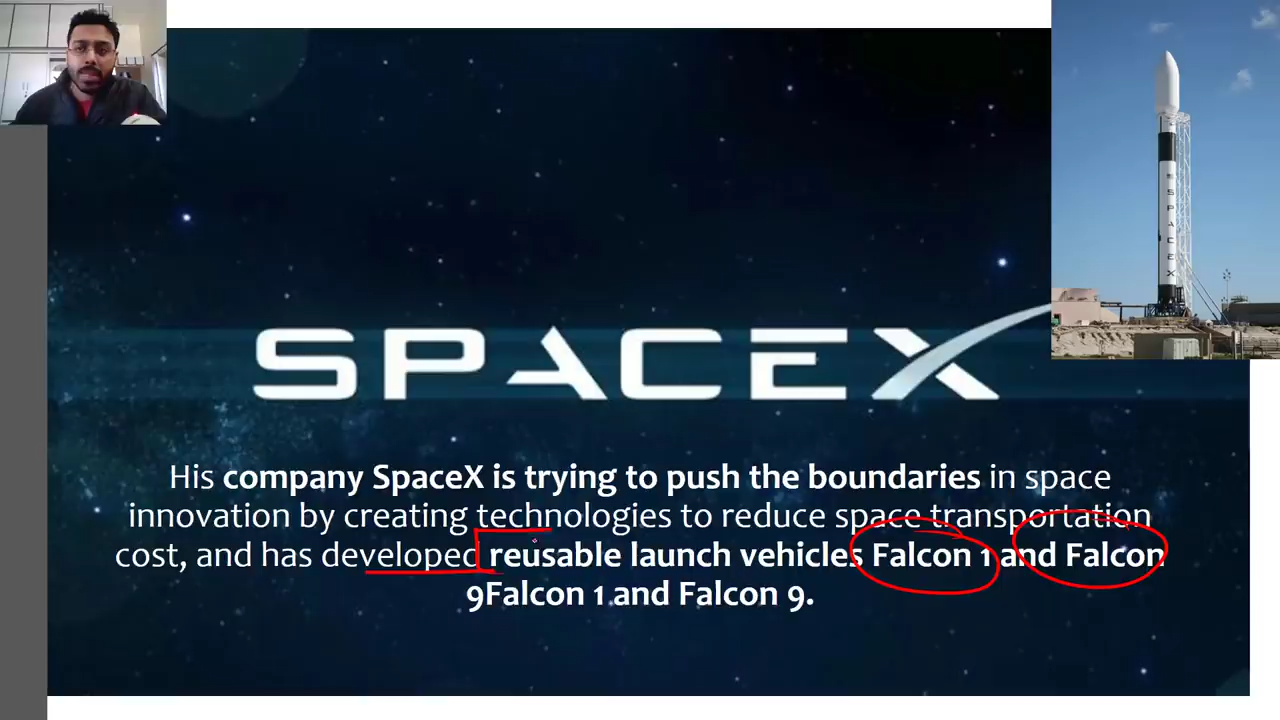 SPACEX
SPACEX
His company SpaceX is trying to push the boundaries in space
innovation by creating technologies to reduce space transportation
cost, and has developed reusable launch vehicles Falcon 1 and Falcon
9Falcon 1 and Falcon 9.